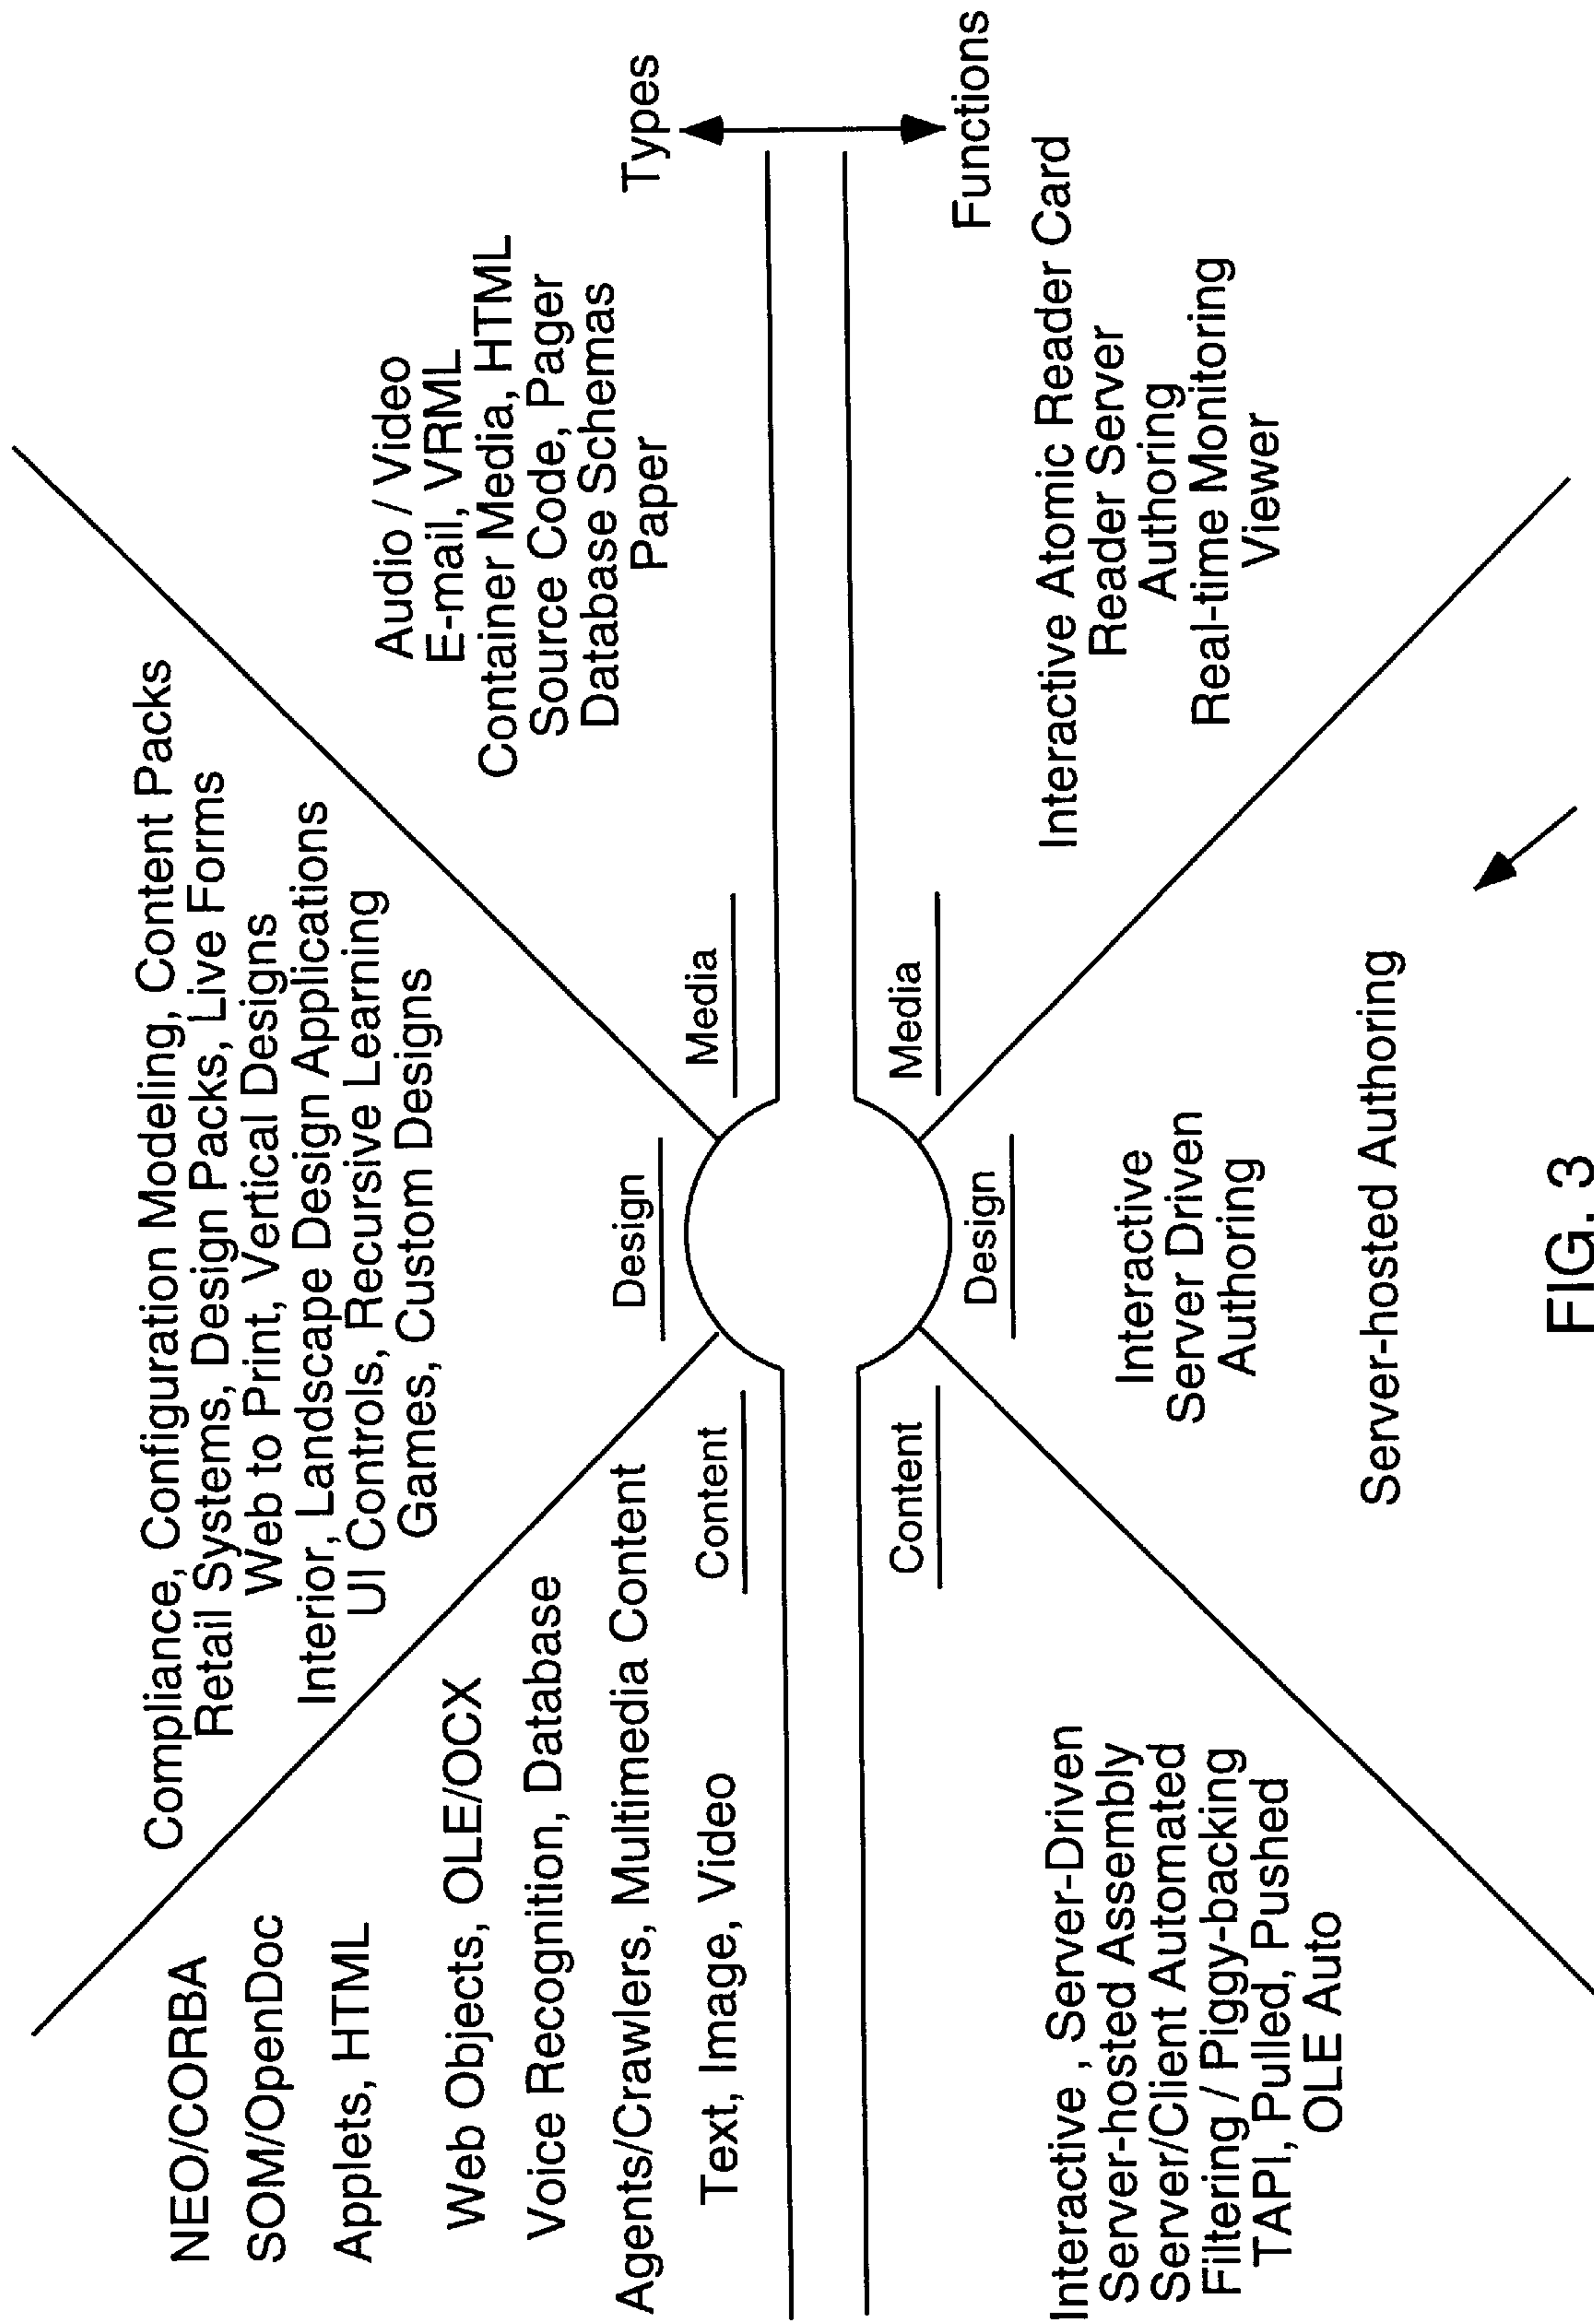 NEO/CORBA
SOM/OpenDoc
Applets, HTML
Web Objects, OLE/OCX
Voice Recognition, Database
Agents/Crawlers, Multimedia Content
Text, Image, Video
Content
Compliance, Configuration Modeling, Content Packs
Retail Systems, Design Packs, Live Forms
Web to Print, Vertical Designs
Interior, Landscape Design Applications
UI Controls, Recursive Learning
Games, Custom Designs
Design
Audio / Video
E-mail, VRML
Container Media, HTML
Source Code, Pager
Database Schemas
Paper
Media
Types
Functions
Content
Interactive , Server-Driven
Server-hosted Assembly
Server/Client Automated
Filtering / Piggy-backing
TAPI, Pulled, Pushed
OLE Auto
Design
Interactive
Server Driven
Authoring
Server-hosted Authoring
Media
Interactive Atomic Reader Card
Reader Server
Authoring
Real-time Monitoring
Viewer
FIG. 3